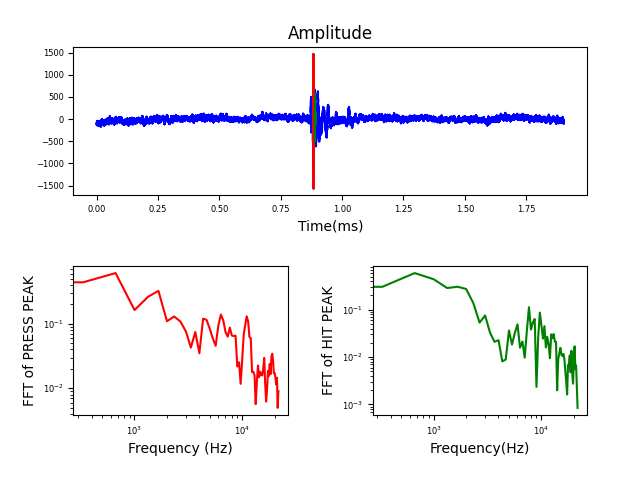 Amplitude
1500
1000
500
0
−500
−1000
−1500
0.00 0.25 0.50 0.75 1.00 1.25 1.50 1.75
Time(ms)
FFT of PRESS PEAK
10⁻¹
10⁻²
10³ 10⁴
Frequency (Hz)
FFT of HIT PEAK
10⁻¹
10⁻²
10⁻³
10³ 10⁴
Frequency(Hz)